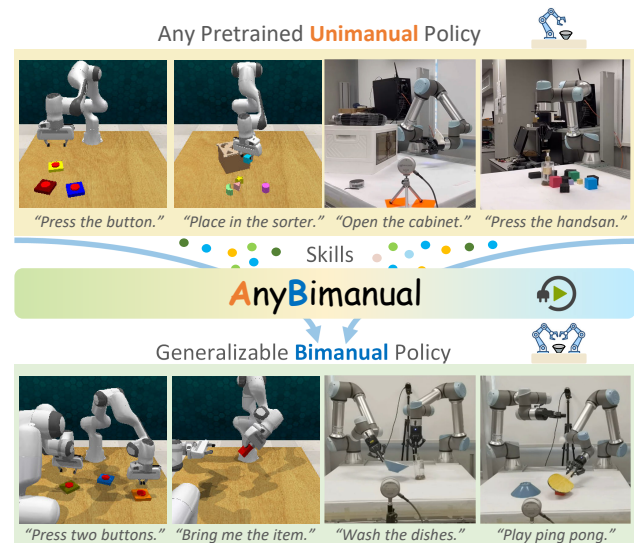 Any Pretrained Unimanual Policy
“Press the button.” “Place in the sorter.” “Open the cabinet.” “Press the handsan.”
Skills
AnyBimanual
Generalizable Bimanual Policy
“Press two buttons.” “Bring me the item.” “Wash the dishes.” “Play ping pong.”